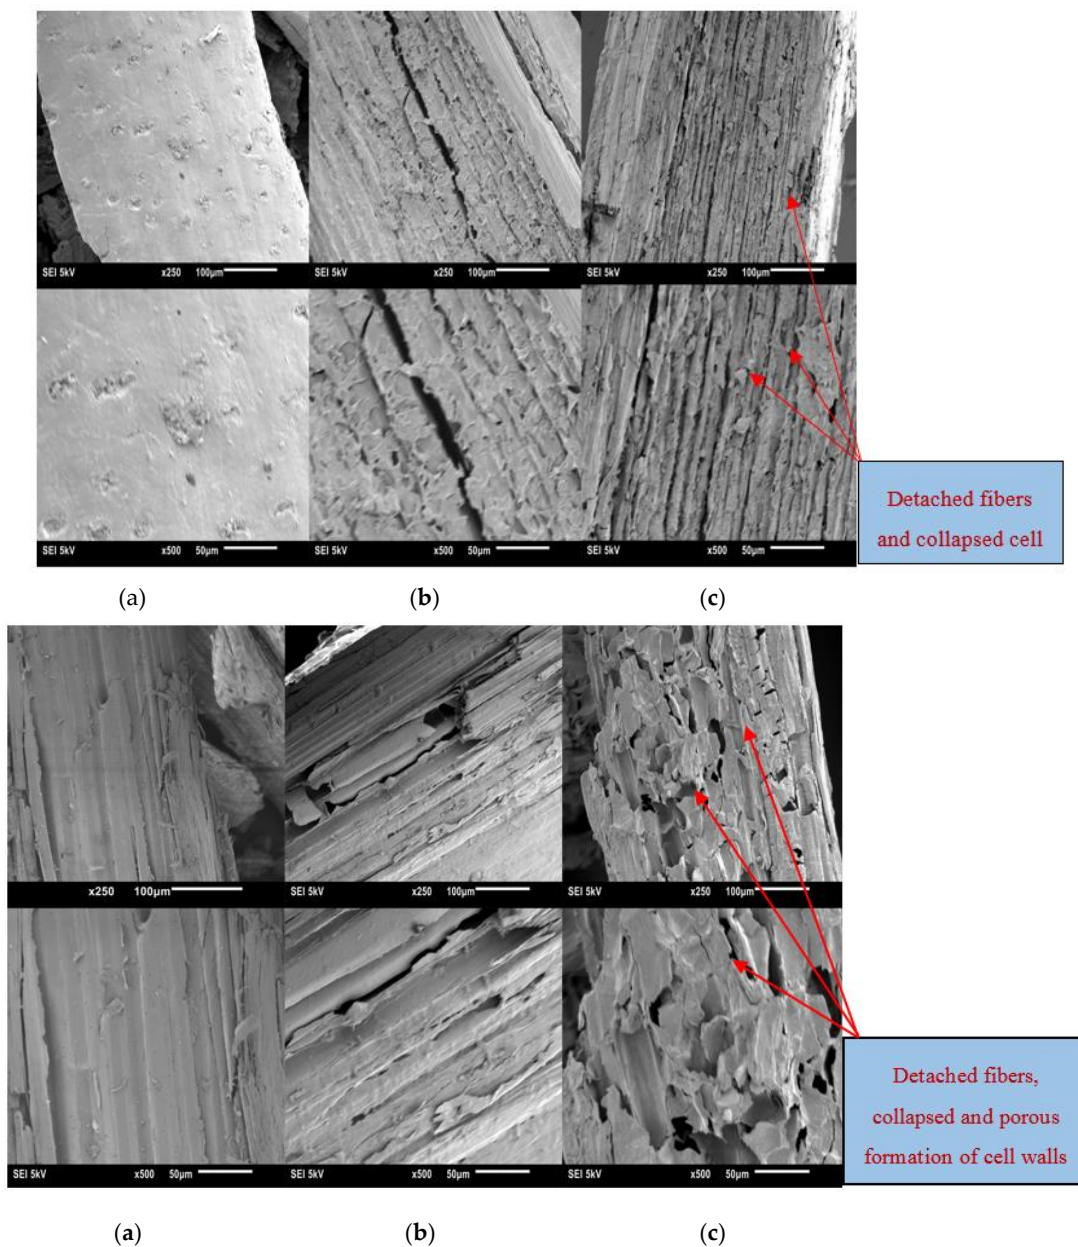 SEI 5kV x250 100µm SEI 5kV x250 100µm SEI 5kV x250 100µm
SEI 5kV x500 50µm SEI 5kV x500 50µm SEI 5kV x500 50µm
Detached fibers
and collapsed cell
(a) (b) (c)
x250 100µm SEI 5kV x250 100µm SEI 5kV x250 100µm
SEI 5kV x500 50µm SEI 5kV x500 50µm SEI 5kV x500 50µm
Detached fibers,
collapsed and porous
formation of cell walls
(a) (b) (c)